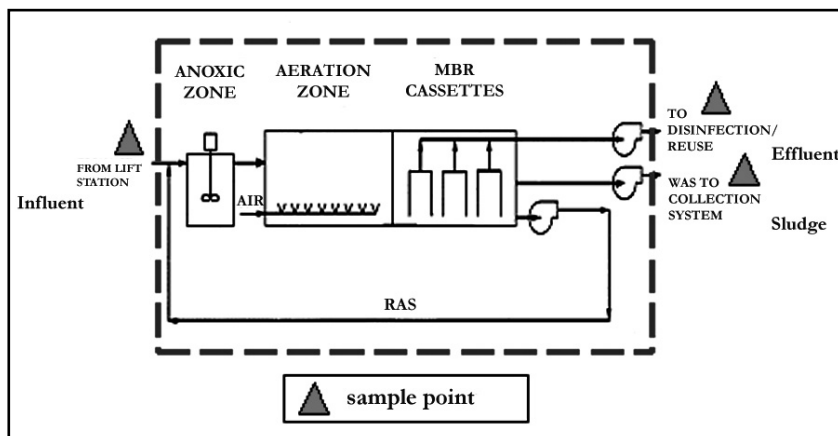 ANOXIC
ZONE
AERATION
ZONE
MBR
CASSETTES
FROM LIFT
STATION
Influent
AIR
TO
DISINFECTION/
REUSE
Effluent
WAS TO
COLLECTION
SYSTEM
Sludge
RAS
sample point